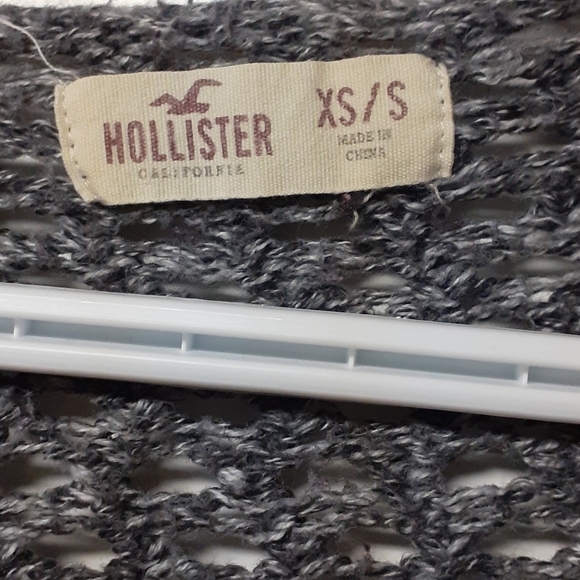 HOLLISTER
CALIFORNIA
XS/S
MADE IN
CHINA